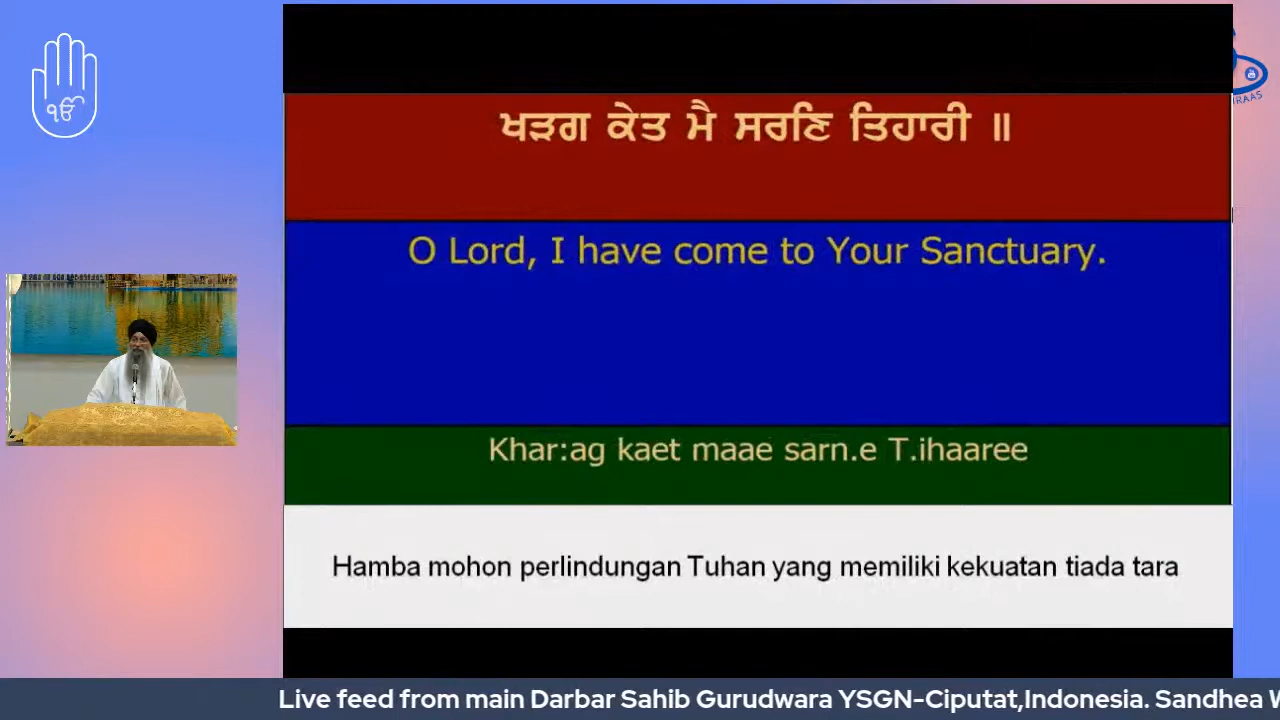 ੴ
IRAAS
ਖੜਗ ਕੇਤ ਮੈ ਸਰਣਿ ਤਿਹਾਰੀ ॥
O Lord, I have come to Your Sanctuary.
Khar:ag kaet maae sarn.e T.ihaaree
Hamba mohon perlindungan Tuhan yang memiliki kekuatan tiada tara
Live feed from main Darbar Sahib Gurudwara YSGN-Ciputat,Indonesia. Sandhea W